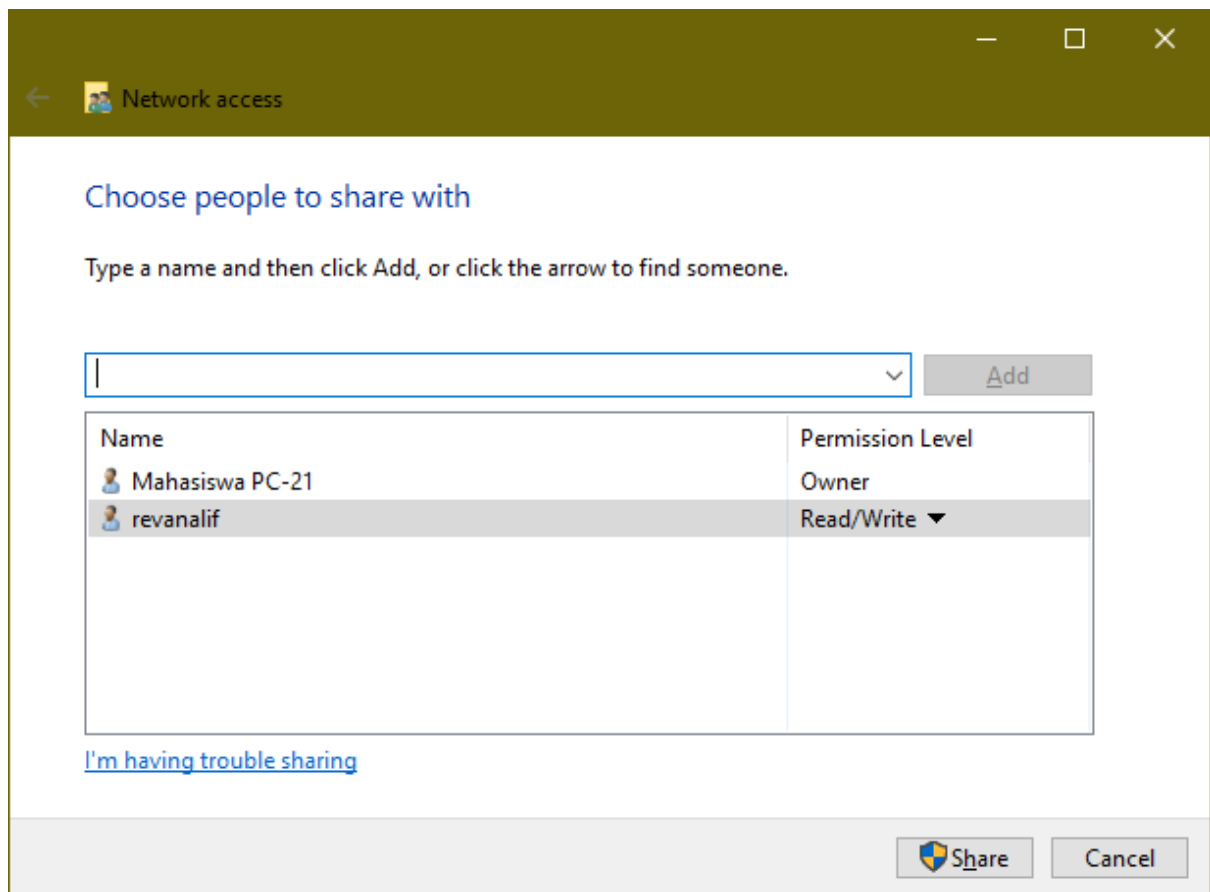 Network access
Choose people to share with
Type a name and then click Add, or click the arrow to find someone.
Add
Name Permission Level
Mahasiswa PC-21 Owner
revanalif Read/Write
I'm having trouble sharing
Share Cancel